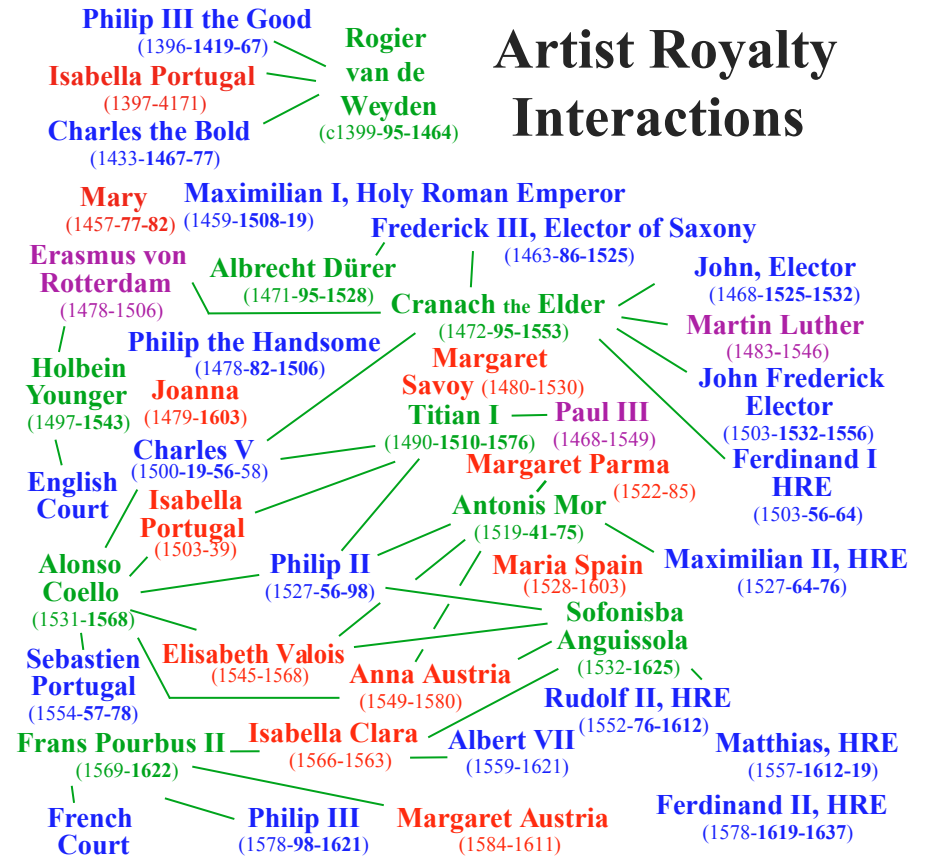 Artist Royalty
Interactions
Philip III the Good
(1396-1419-67)
Isabella Portugal
(1397-4171)
Charles the Bold
(1433-1467-77)
Rogier
van de
Weyden
(c1399-95-1464)
Mary
(1457-77-82)
Maximilian I, Holy Roman Emperor
(1459-1508-19)
Frederick III, Elector of Saxony
(1463-86-1525)
Erasmus von
Rotterdam
(1478-1506)
Albrecht Dürer
(1471-95-1528)
Cranach the Elder
(1472-95-1553)
John, Elector
(1468-1525-1532)
Martin Luther
(1483-1546)
Philip the Handsome
(1478-82-1506)
Margaret
Savoy (1480-1530)
John Frederick
Elector
(1503-1532-1556)
Holbein
Younger
(1497-1543)
Joanna
(1479-1603)
Titian I
(1490-1510-1576)
Paul III
(1468-1549)
Charles V
(1500-19-56-58)
Margaret Parma
(1522-85)
Ferdinand I
HRE
(1503-56-64)
English
Court
Isabella
Portugal
(1503-39)
Antonis Mor
(1519-41-75)
Alonso
Coello
(1531-1568)
Philip II
(1527-56-98)
Maria Spain
(1528-1603)
Maximilian II, HRE
(1527-64-76)
Sofonisba
Anguissola
(1532-1625)
Sebastien
Portugal
(1554-57-78)
Elisabeth Valois
(1545-1568)
Anna Austria
(1549-1580)
Rudolf II, HRE
(1552-76-1612)
Frans Pourbus II
(1569-1622)
Isabella Clara
(1566-1563)
Albert VII
(1559-1621)
Matthias, HRE
(1557-1612-19)
French
Court
Philip III
(1578-98-1621)
Margaret Austria
(1584-1611)
Ferdinand II, HRE
(1578-1619-1637)